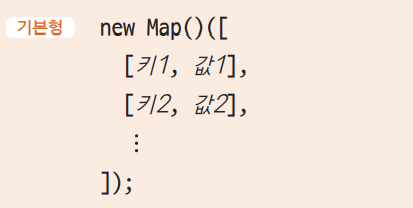 기본형 new Map()([
[키1, 값1],
[키2, 값2],
⋮
]);